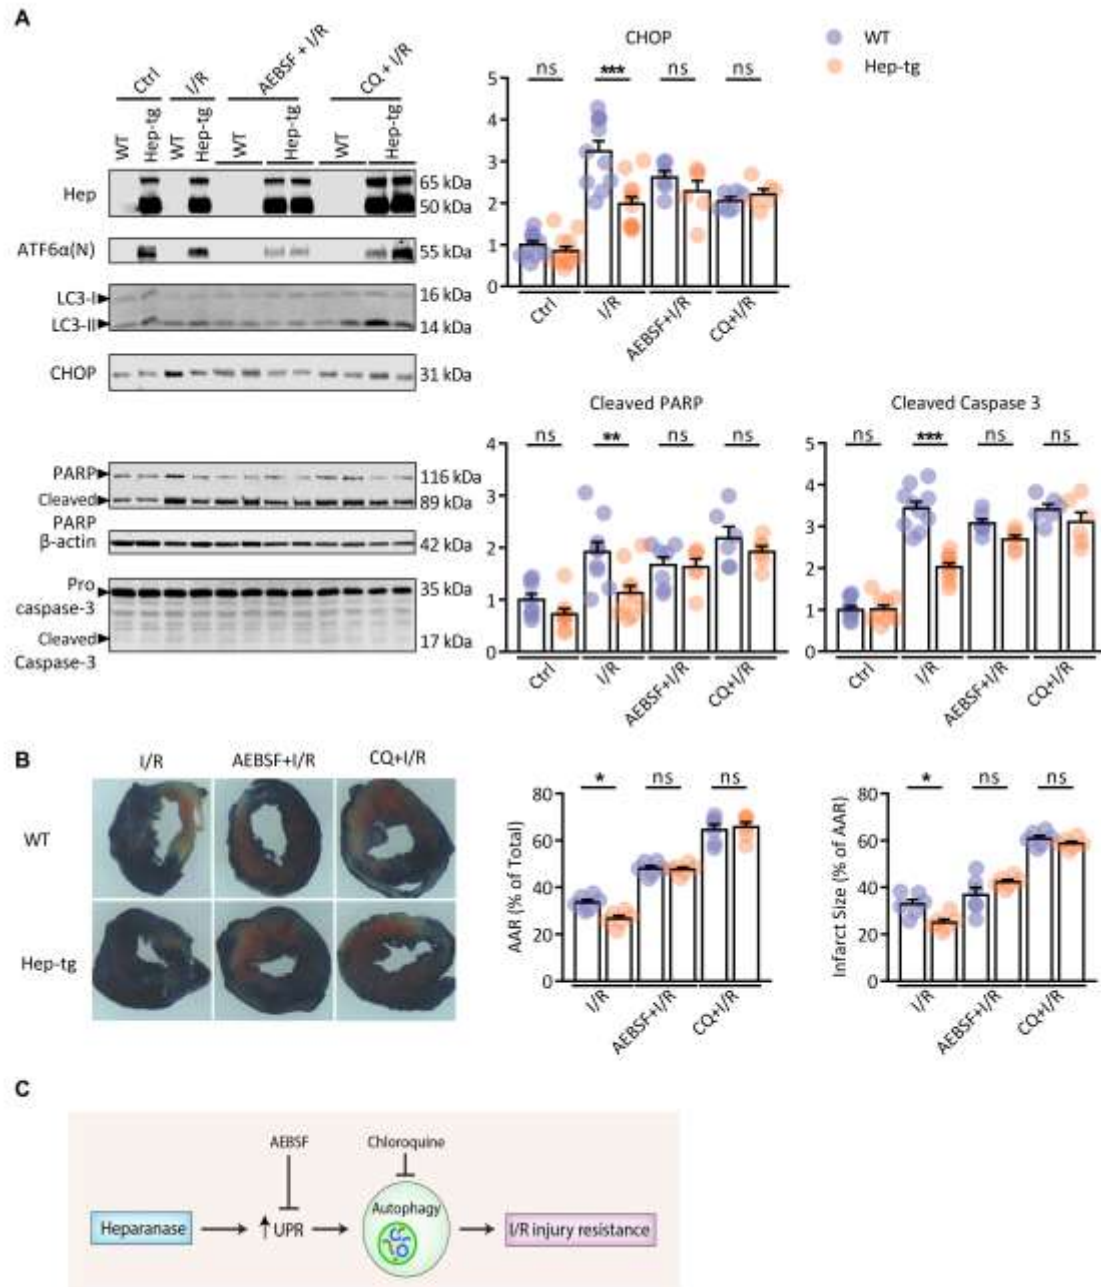 A
Ctrl
I/R
AEBSF + I/R
CQ + I/R
WT
Hep-tg
WT
Hep-tg
WT
Hep-tg
WT
Hep-tg
Hep
65 kDa
50 kDa
ATF6α(N)
55 kDa
LC3-I
16 kDa
LC3-II
14 kDa
CHOP
31 kDa
PARP
116 kDa
Cleaved
89 kDa
PARP
β-actin
42 kDa
Pro
35 kDa
caspase-3
Cleaved
17 kDa
Caspase-3
CHOP
WT
Hep-tg
ns
***
ns
ns
5
4
3
2
1
0
Ctrl
I/R
AEBSF+I/R
CQ+I/R
Cleaved PARP
ns
**
ns
ns
4
3
2
1
0
Ctrl
I/R
AEBSF+I/R
CQ+I/R
Cleaved Caspase 3
ns
***
ns
ns
5
4
3
2
1
0
Ctrl
I/R
AEBSF+I/R
CQ+I/R
B
I/R
AEBSF+I/R
CQ+I/R
WT
Hep-tg
*
ns
ns
80
60
40
20
0
AAR (% of Total)
I/R
AEBSF+I/R
CQ+I/R
*
ns
ns
80
60
40
20
0
Infarct Size (% of AAR)
I/R
AEBSF+I/R
CQ+I/R
C
AEBSF
Chloroquine
Heparanase
↑ UPR
Autophagy
I/R injury resistance